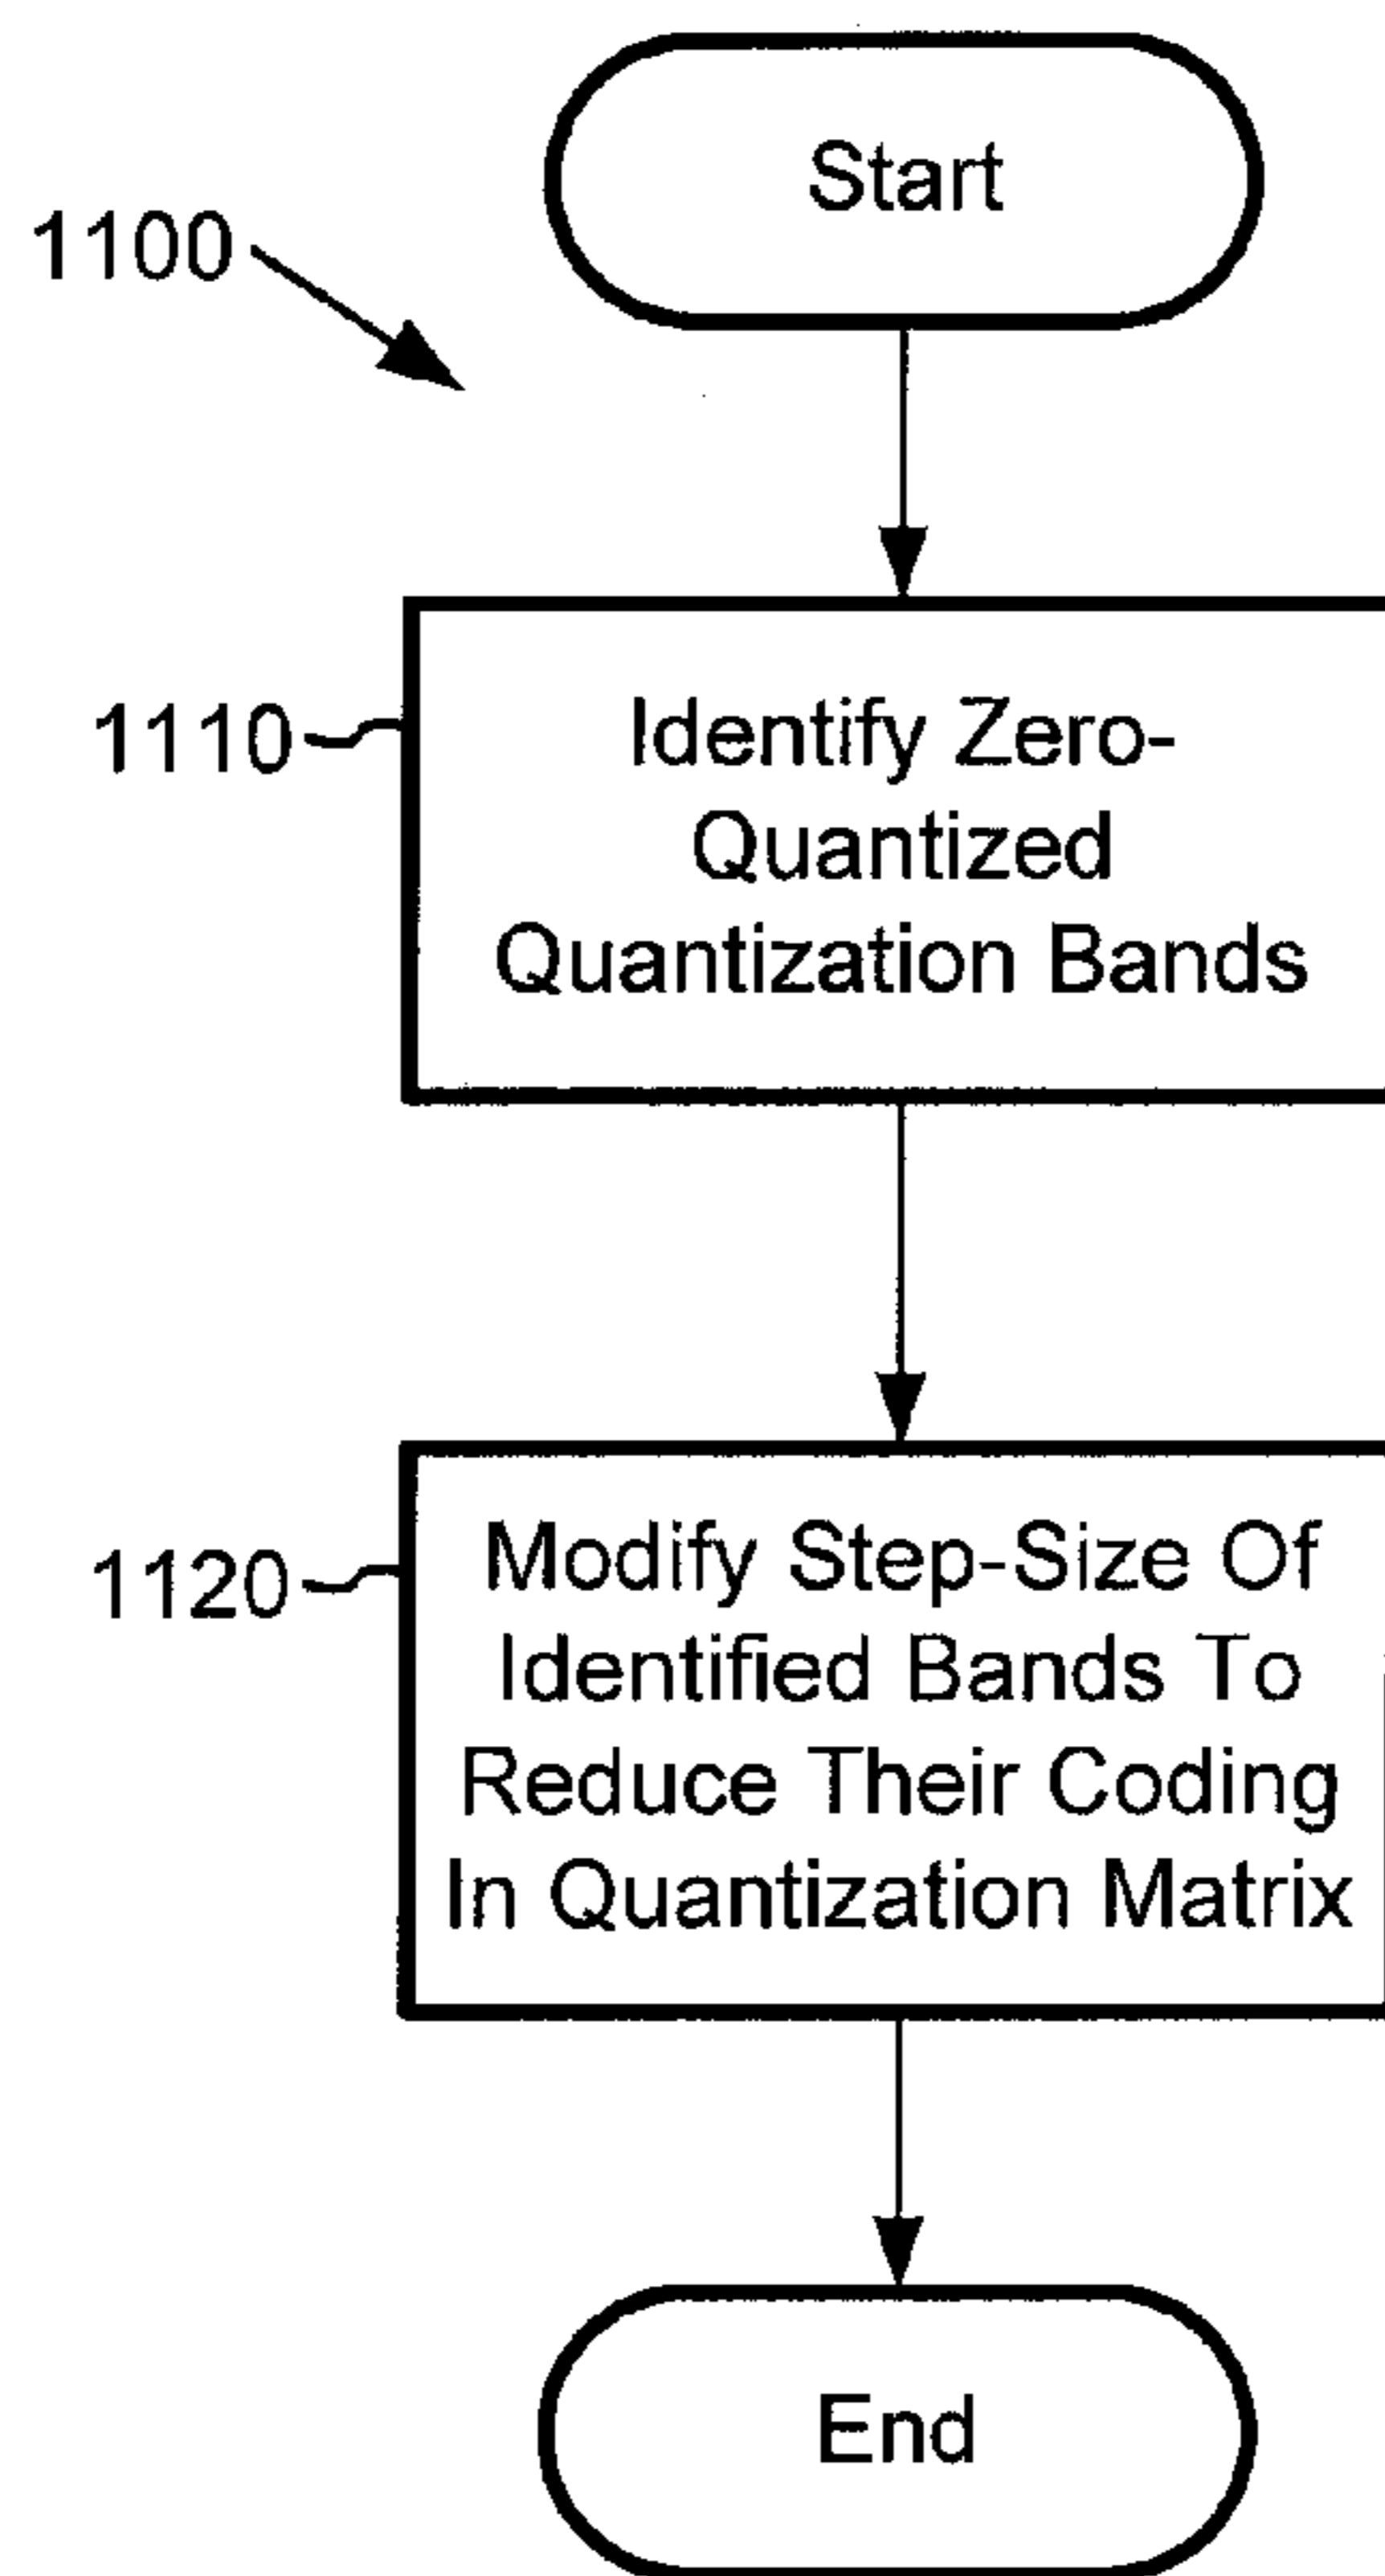 Start
1100
1110
Identify Zero-
Quantized
Quantization Bands
1120
Modify Step-Size Of
Identified Bands To
Reduce Their Coding
In Quantization Matrix
End